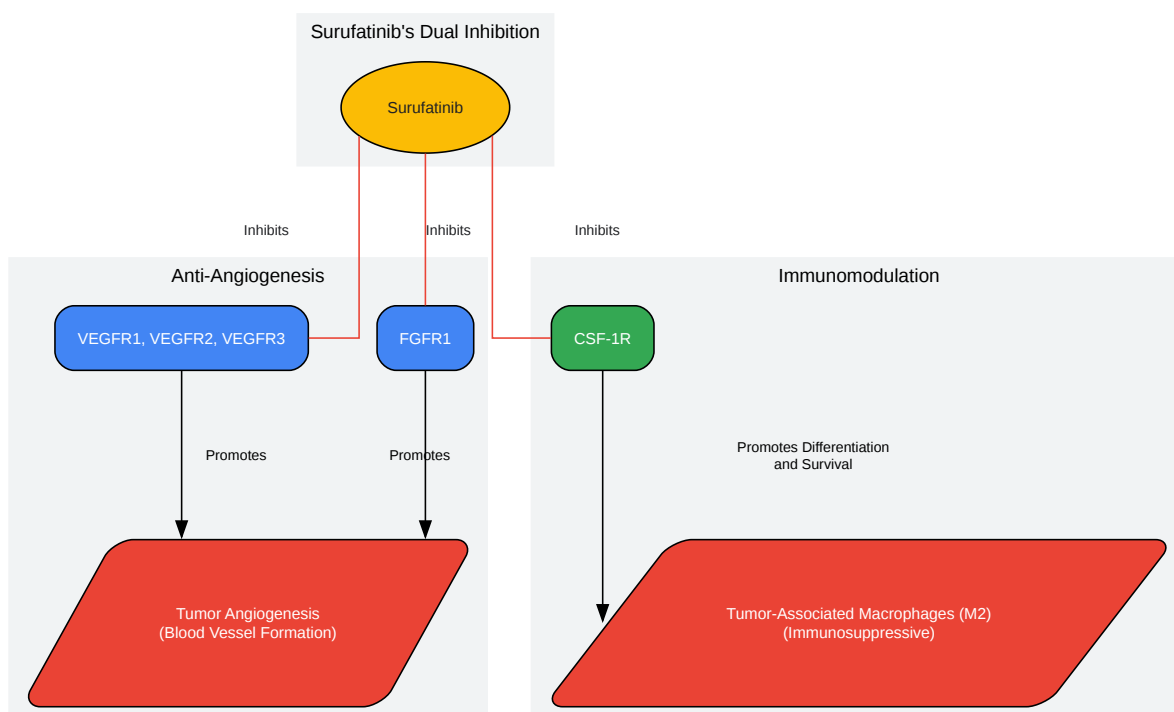 Surufatinib's Dual Inhibition
Surufatinib
Inhibits
Inhibits
Inhibits
Anti-Angiogenesis
Immunomodulation
VEGFR1, VEGFR2, VEGFR3
FGFR1
CSF-1R
Promotes
Promotes
Promotes Differentiation
and Survival
Tumor Angiogenesis
(Blood Vessel Formation)
Tumor-Associated Macrophages (M2)
(Immunosuppressive)